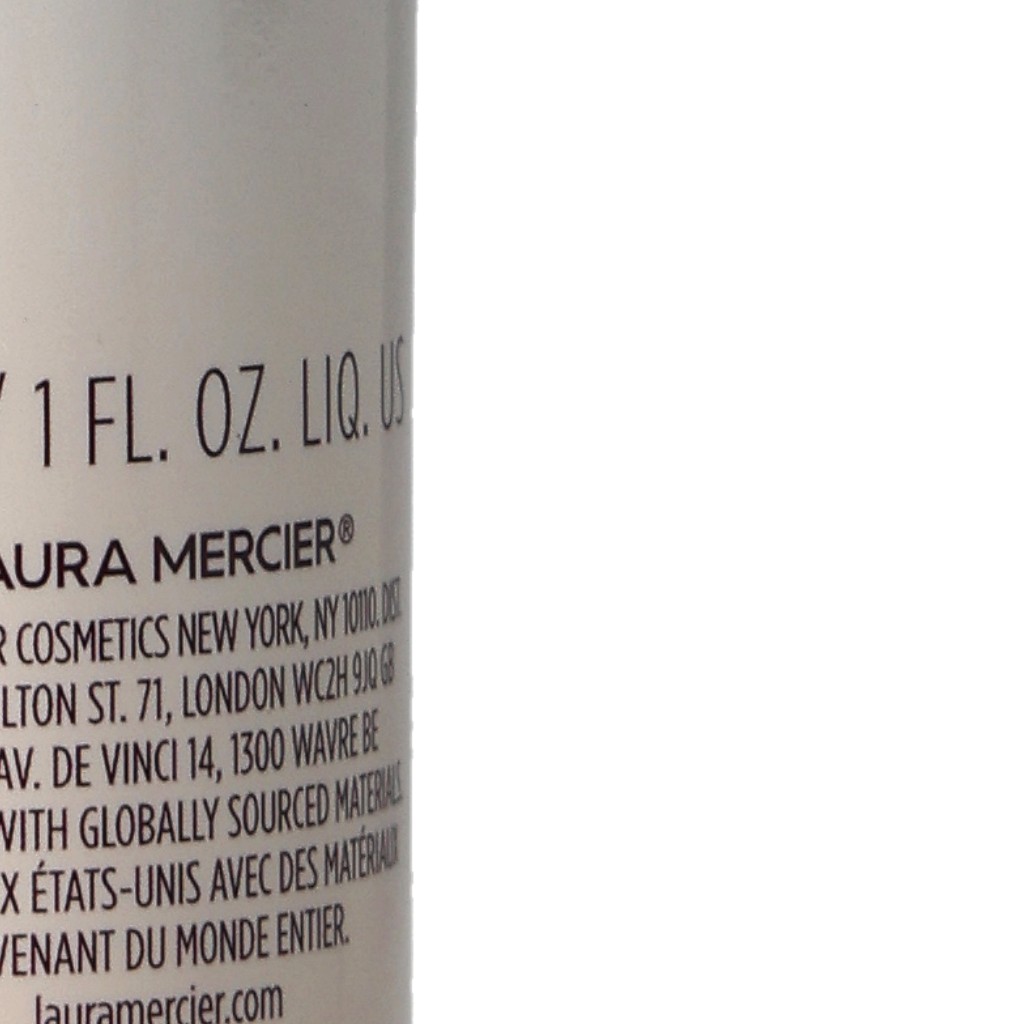 / 1 FL. OZ. LIQ. US
AURA MERCIER®
R COSMETICS NEW YORK, NY 10110. DIST.
LTON ST. 71, LONDON WC2H 9JQ GB
AV. DE VINCI 14, 1300 WAVRE BE
WITH GLOBALLY SOURCED MATERIALS.
X ÉTATS-UNIS AVEC DES MATÉRIAUX
VENANT DU MONDE ENTIER.
lauramercier.com